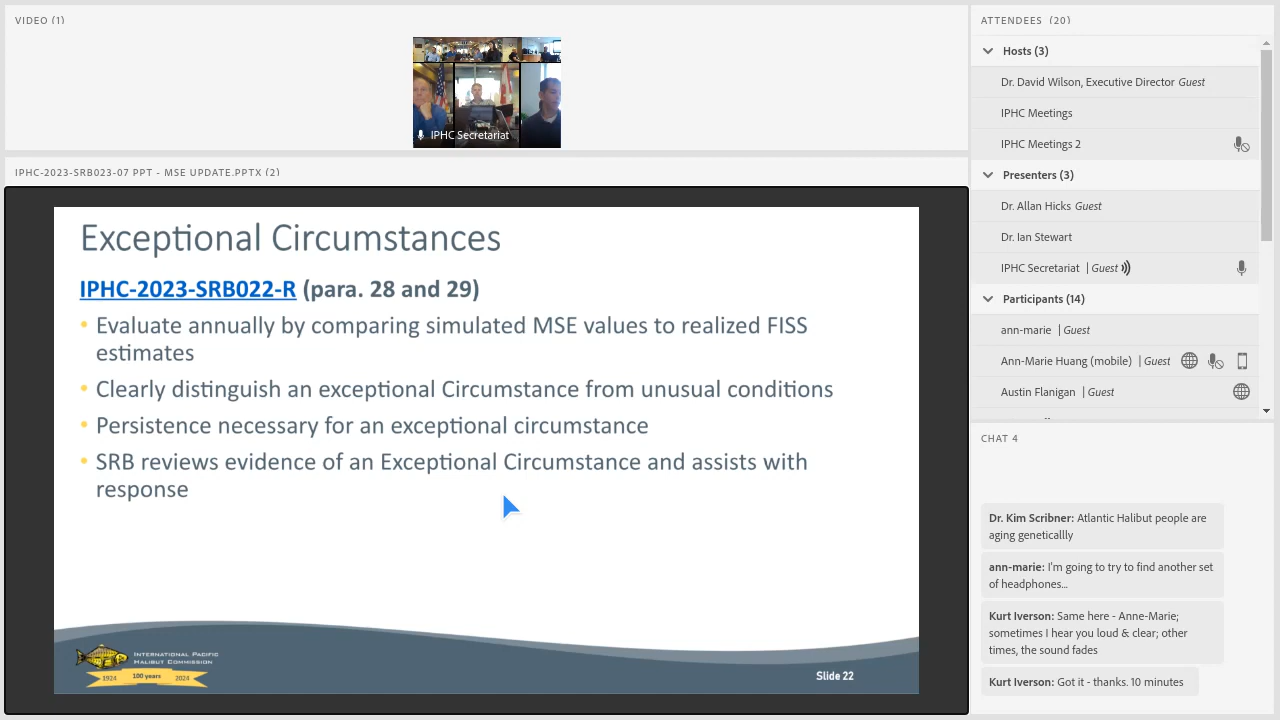 VIDEO (1)
IPHC Secretariat
IPHC-2023-SRB023-07 PPT - MSE UPDATE.PPTX (2)
Exceptional Circumstances
IPHC-2023-SRB022-R (para. 28 and 29)
• Evaluate annually by comparing simulated MSE values to realized FISS
estimates
• Clearly distinguish an exceptional Circumstance from unusual conditions
• Persistence necessary for an exceptional circumstance
• SRB reviews evidence of an Exceptional Circumstance and assists with
response
INTERNATIONAL PACIFIC
HALIBUT COMMISSION
1924 100 years 2024
Slide 22
ATTENDEES (20)
Hosts (3)
Dr. David Wilson, Executive Director Guest
IPHC Meetings
IPHC Meetings 2
Presenters (3)
Dr. Allan Hicks Guest
Dr. Ian Stewart
IPHC Secretariat | Guest
Participants (14)
ann-marie | Guest
Ann-Marie Huang (mobile) | Guest
Austin Flanigan | Guest
CHAT 4
Dr. Kim Scribner: Atlantic Halibut people are
aging geneticallly
ann-marie: I'm going to try to find another set
of headphones...
Kurt Iverson: Same here - Anne-Marie;
sometimes I hear you loud & clear; other
times, the sound fades
Kurt Iverson: Got it - thanks. 10 minutes